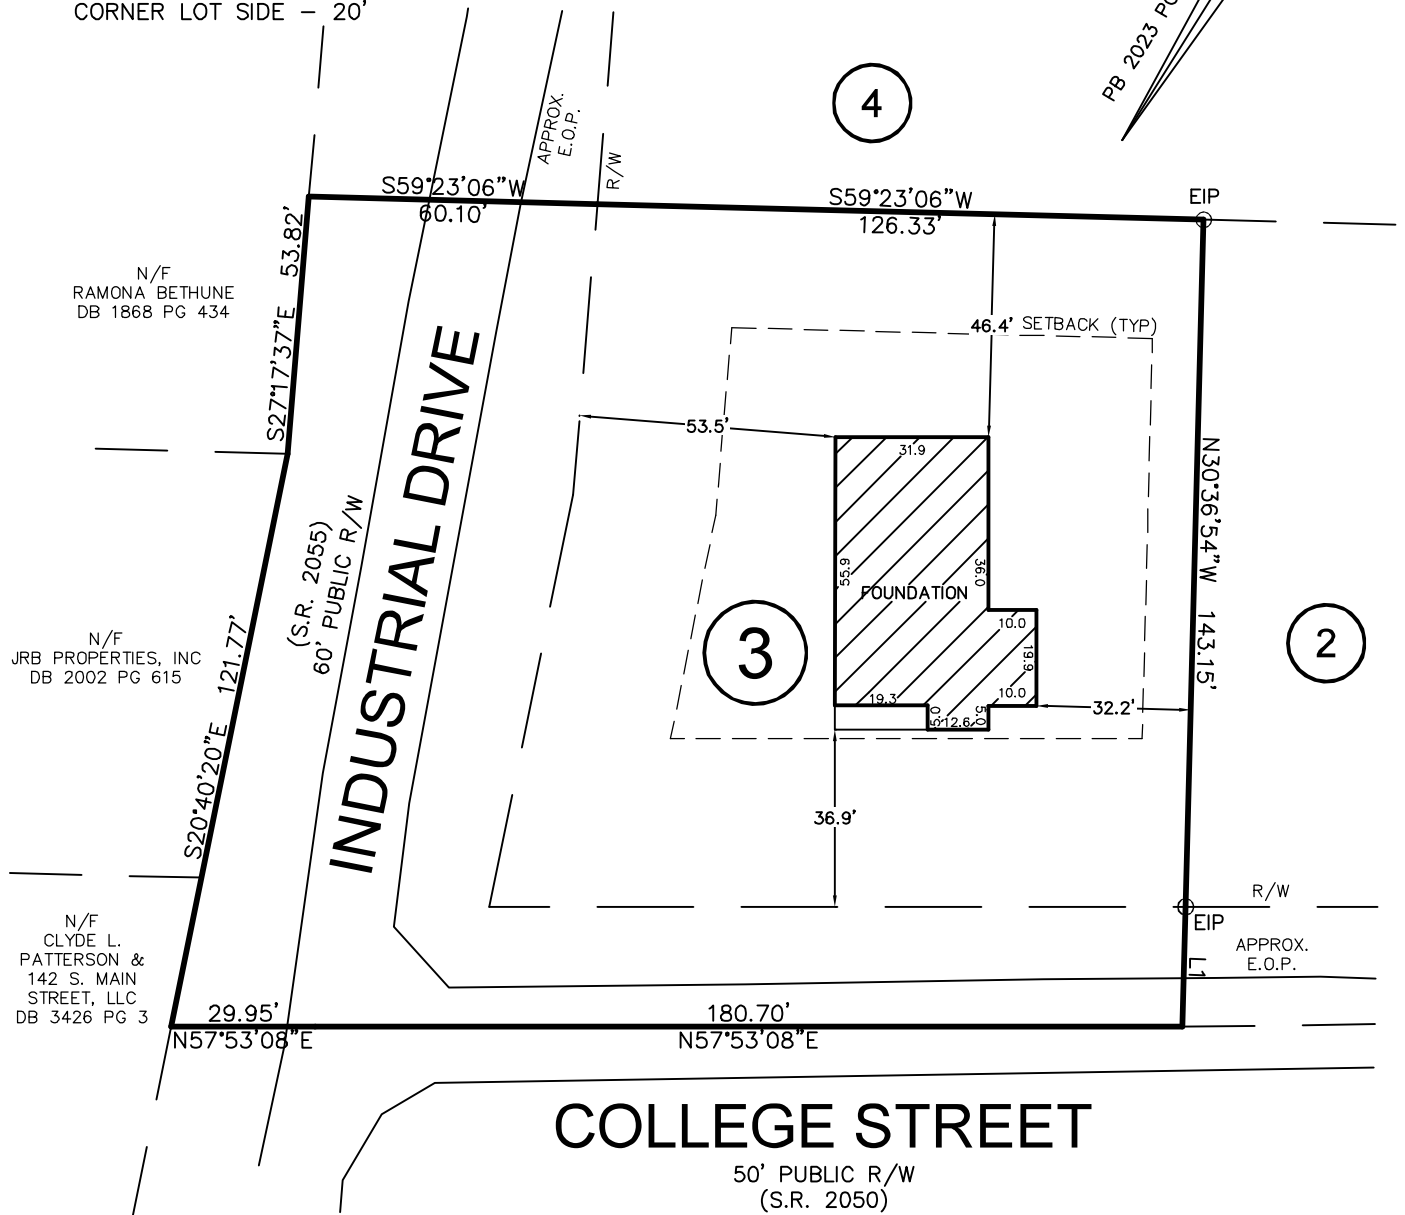 CORNER LOT SIDE - 20'
PB 2023 PG
4
APPROX.
E.O.P.
R/W
S59°23'06"W
60.10'
S59°23'06"W
126.33'
EIP
S27°17'37"E 53.82'
N/F
RAMONA BETHUNE
DB 1868 PG 434
46.4'
SETBACK (TYP)
53.5'
31.9
N30°36'54"W 143.15'
INDUSTRIAL DRIVE
(S.R. 2055)
60' PUBLIC R/W
55.9
36.0
FOUNDATION
10.0
19.9
10.0
3
2
N/F
JRB PROPERTIES, INC
DB 2002 PG 615
S20°40'20"E 121.77'
19.3
5.0
12.6
5.0
32.2'
36.9'
R/W
EIP
N/F
CLYDE L.
PATTERSON &
142 S. MAIN
STREET, LLC
DB 3426 PG 3
APPROX.
E.O.P.
L1
29.95'
N57°53'08"E
180.70'
N57°53'08"E
COLLEGE STREET
50' PUBLIC R/W
(S.R. 2050)